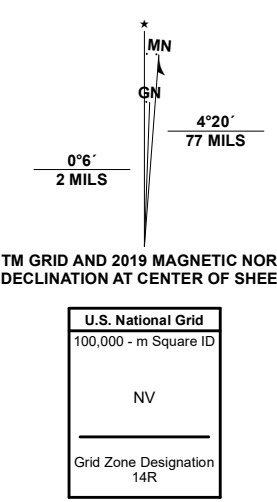 ★
MN
GN
4°20´
77 MILS
0°6´
2 MILS
TM GRID AND 2019 MAGNETIC NOR
DECLINATION AT CENTER OF SHEE
U.S. National Grid
100,000 - m Square ID
NV
Grid Zone Designation
14R